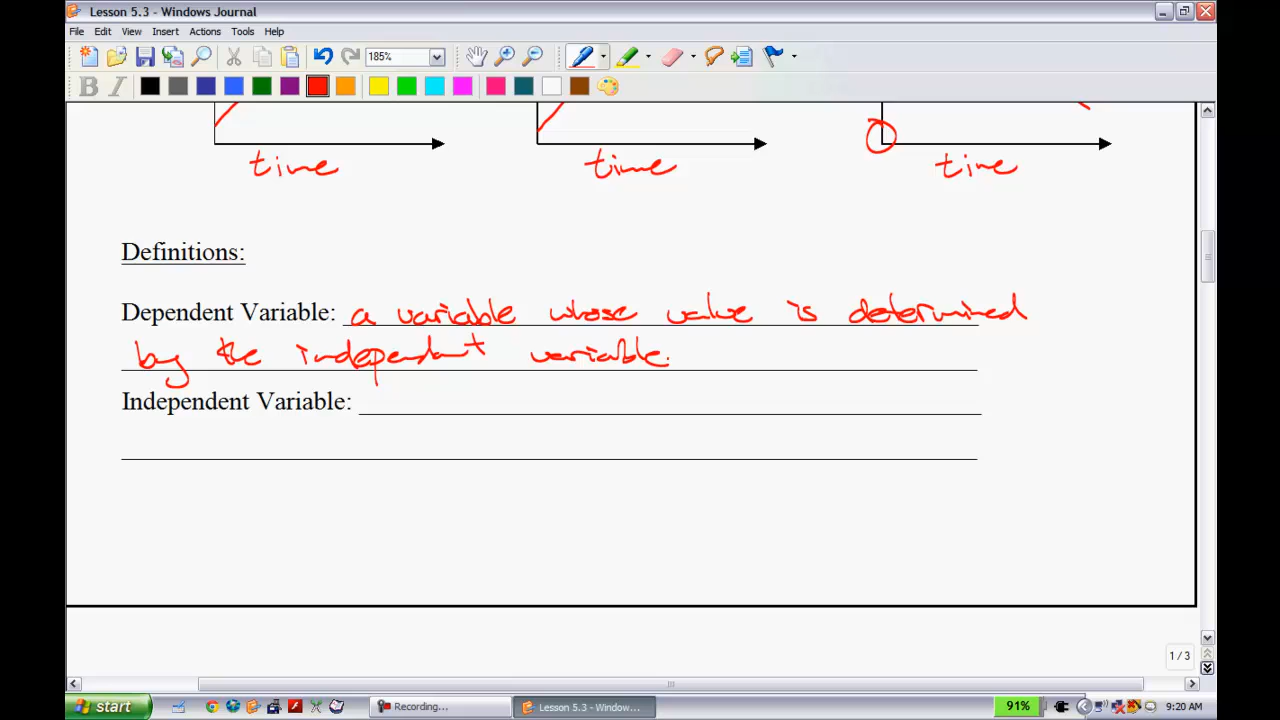 Lesson 5.3 - Windows Journal
File Edit View Insert Actions Tools Help
185%
B I
time time time
Definitions:
Dependent Variable: a variable whose value is determined
by the independent variable.
Independent Variable:
1 / 3
start Recording... Lesson 5.3 - Window... 91% 9:20 AM